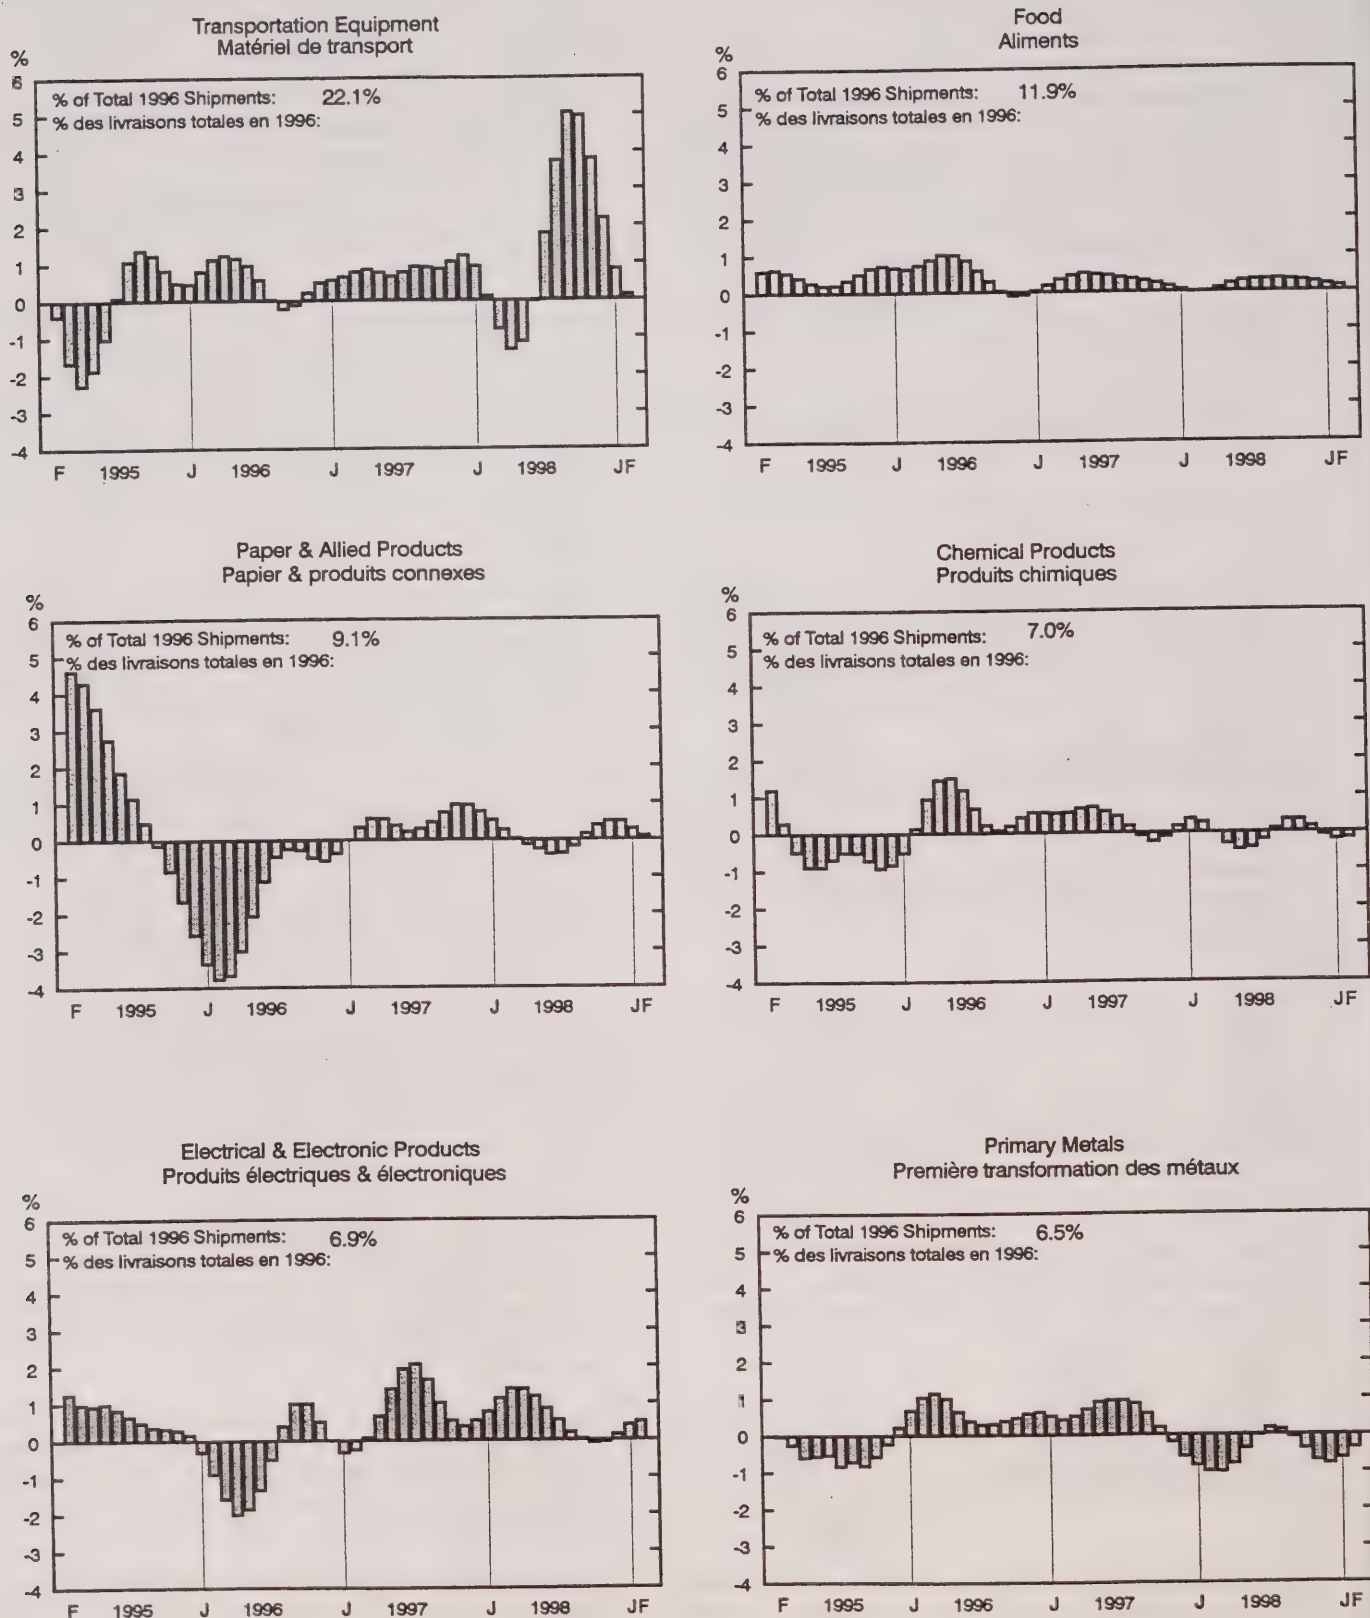 Transportation Equipment
Matériel de transport
%
% of Total 1996 Shipments: 22.1%
% des livraisons totales en 1996:
6
5
4
3
2
1
0
-1
-2
-3
-4
F 1995 J 1996 J 1997 J 1998 JF
Food
Aliments
%
% of Total 1996 Shipments: 11.9%
% des livraisons totales en 1996:
6
5
4
3
2
1
0
-1
-2
-3
-4
F 1995 J 1996 J 1997 J 1998 JF
Paper & Allied Products
Papier & produits connexes
%
% of Total 1996 Shipments: 9.1%
% des livraisons totales en 1996:
6
5
4
3
2
1
0
-1
-2
-3
-4
F 1995 J 1996 J 1997 J 1998 JF
Chemical Products
Produits chimiques
%
% of Total 1996 Shipments: 7.0%
% des livraisons totales en 1996:
6
5
4
3
2
1
0
-1
-2
-3
-4
F 1995 J 1996 J 1997 J 1998 JF
Electrical & Electronic Products
Produits électriques & électroniques
%
% of Total 1996 Shipments: 6.9%
% des livraisons totales en 1996:
6
5
4
3
2
1
0
-1
-2
-3
-4
F 1995 J 1996 J 1997 J 1998 JF
Primary Metals
Première transformation des métaux
%
% of Total 1996 Shipments: 6.5%
% des livraisons totales en 1996:
6
5
4
3
2
1
0
-1
-2
-3
-4
F 1995 J 1996 J 1997 J 1998 JF